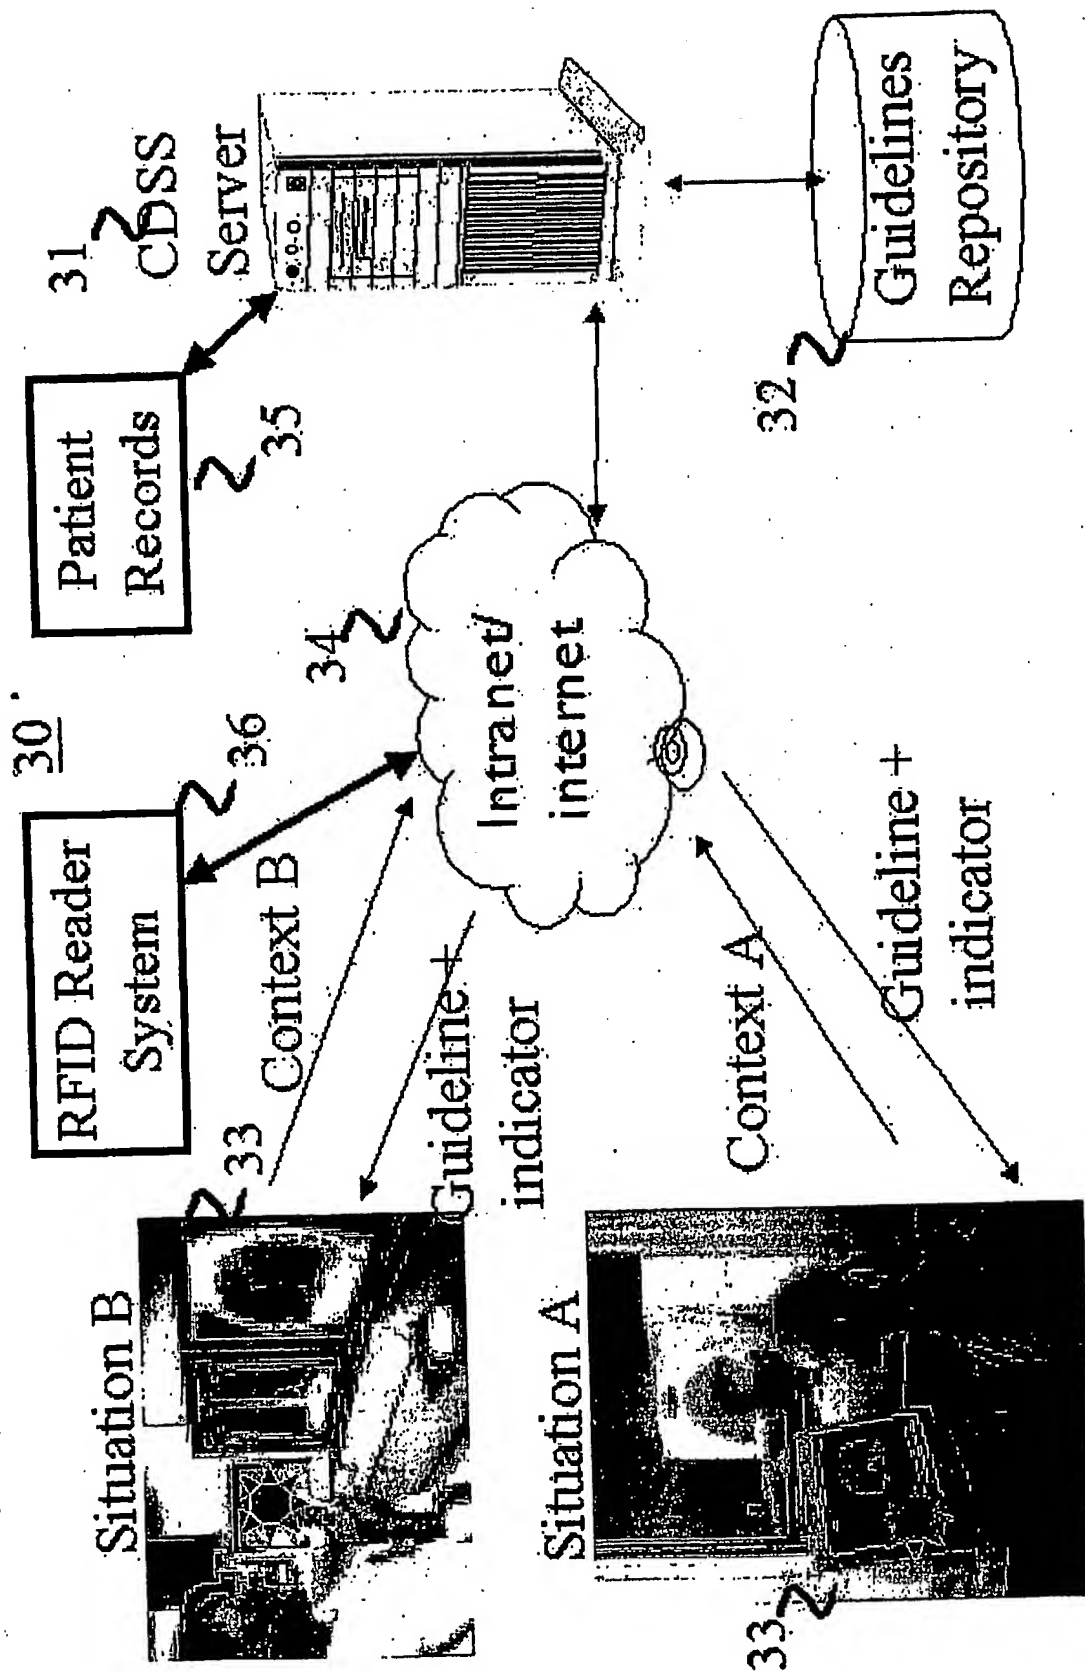 30
RFID Reader
System
36
Patient
Records
35
31
CDSS
Server
Situation B
33
Context B
Guideline +
indicator
34
Intranet/
internet
32
Guidelines
Repository
Situation A
33
Context A
Guideline +
indicator